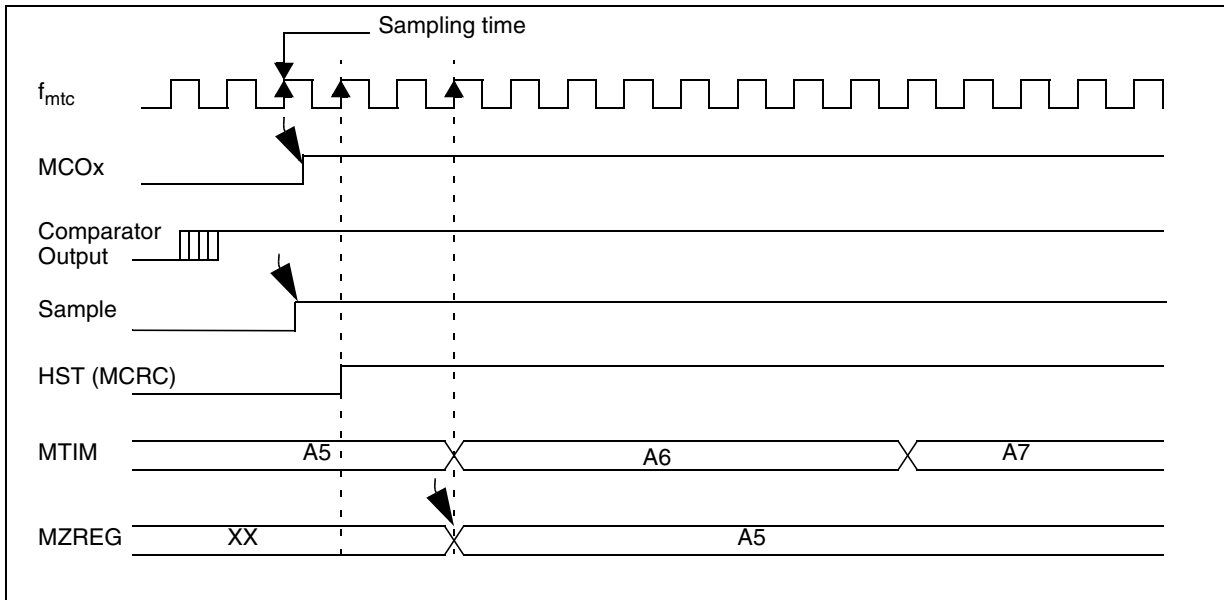 Sampling time
fmtc
MCOx
Comparator
Output
Sample
HST (MCRC)
MTIM
A5
A6
A7
MZREG
XX
A5